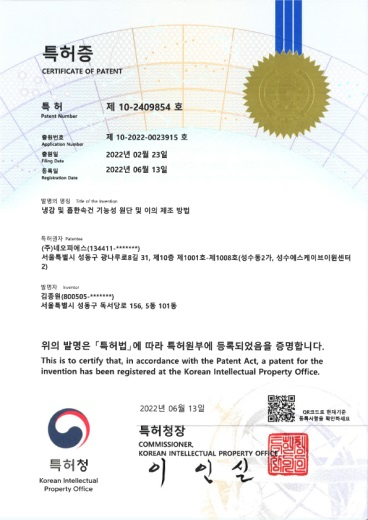 특허증
CERTIFICATE OF PATENT
특 허 제 10-2409854 호
Patent Number
출원번호 제 10-2022-0023915 호
Application Number
출원일 2022년 02월 23일
Filing Date
등록일 2022년 06월 13일
Registration Date
발명의 명칭 Title of the Invention
냉감 및 흡한속건 기능성 원단 및 이의 제조 방법
특허권자 Patentee
(주)네오피에스(134411-*******)
서울특별시 성동구 광나루로8길 31, 제10층 제1001호-제1008호(성수동2가, 성수에스케이브이원센터
2)
발명자 Inventor
김종원(800505-*******)
서울특별시 성동구 독서당로 156, 5동 101동
위의 발명은 「특허법」에 따라 특허원부에 등록되었음을 증명합니다.
This is to certify that, in accordance with the Patent Act, a patent for the
invention has been registered at the Korean Intellectual Property Office.
2022년 06월 13일
QR코드로 현재기준
등록사항을 확인하세요
특허청장
COMMISSIONER,
KOREAN INTELLECTUAL PROPERTY OFFICE
이 인 실
특허청
Korean Intellectual
Property Office